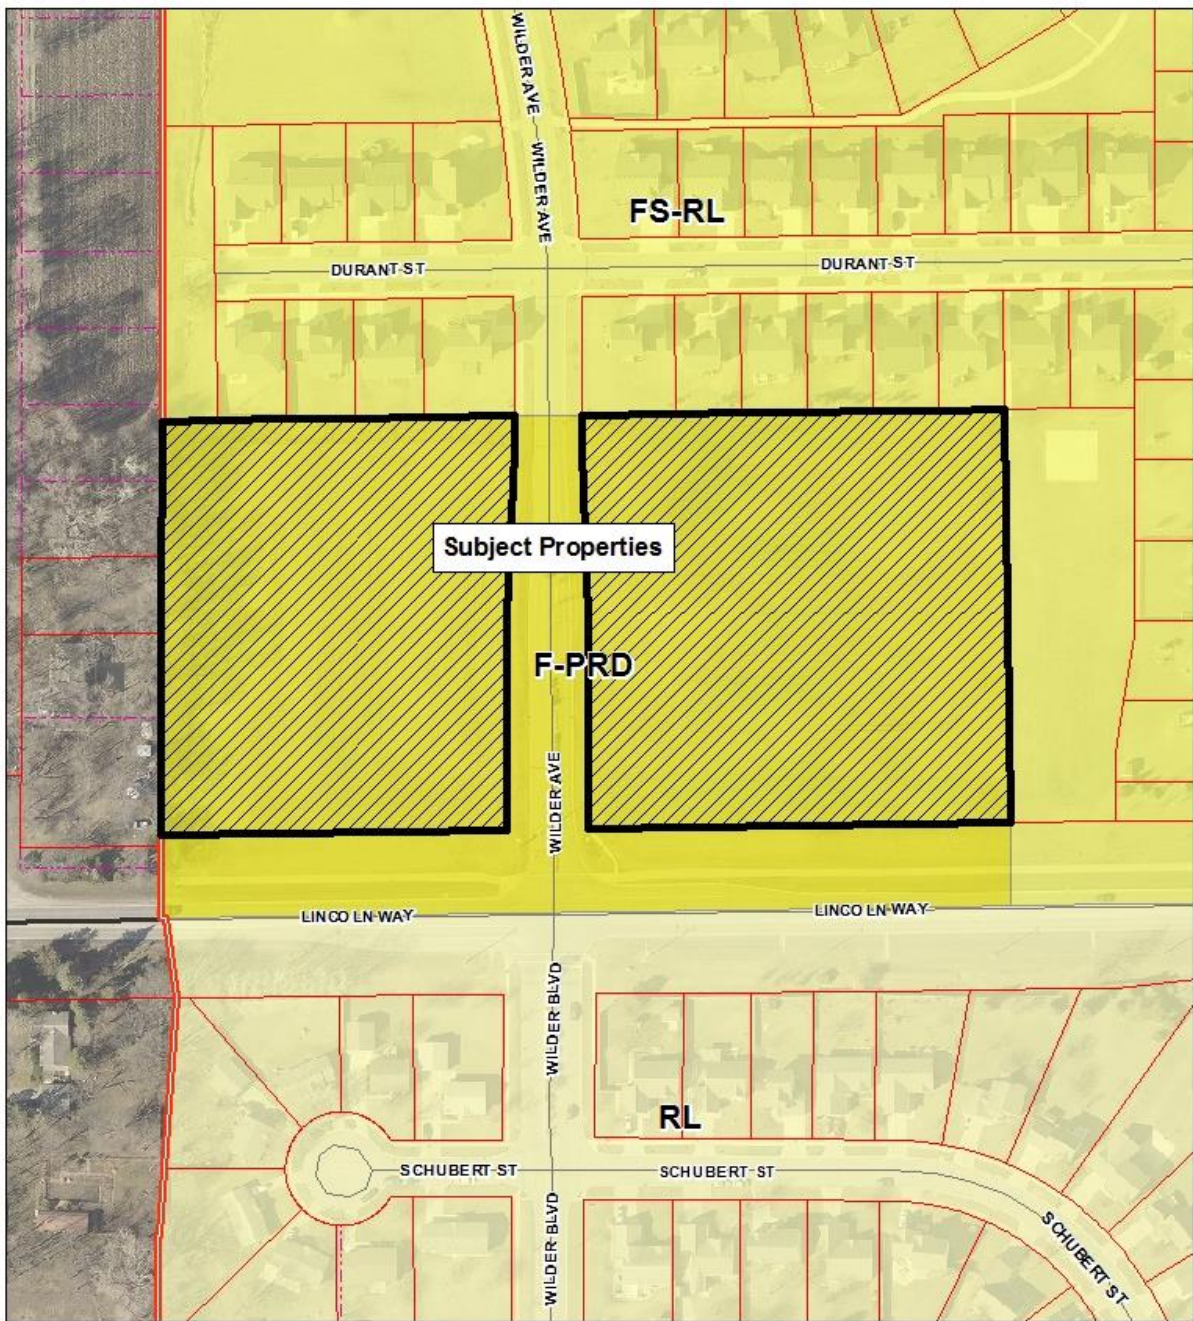 WILDER AVE
WILDER AVE
FS-RL
DURANT ST
DURANT ST
Subject Properties
F-PRD
WILDER AVE
LINCOLN WAY
LINCOLN WAY
WILDER BLVD
RL
SCHUBERT ST
SCHUBERT ST
WILDER BLVD
SCHUBERT ST